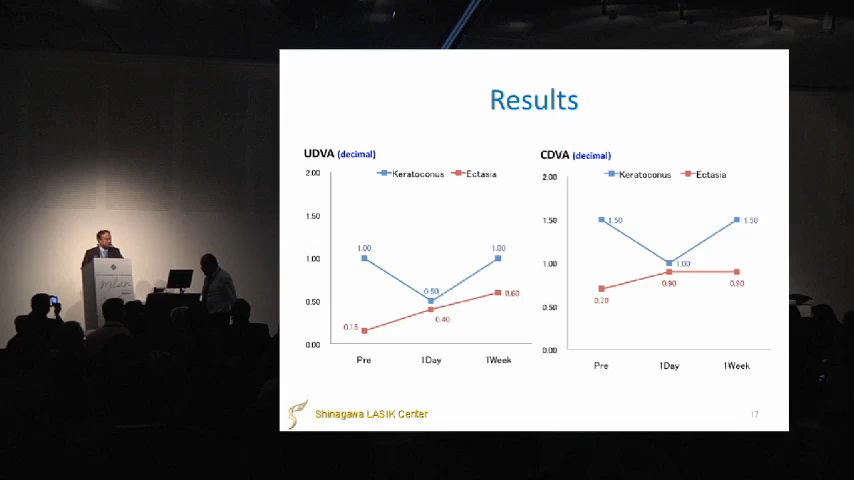 Results
UDVA (decimal)
Keratoconus Ectasia
2.00
1.50
1.00
0.50
0.00
1.00
0.50
1.00
0.15
0.40
0.60
Pre 1Day 1Week
CDVA (decimal)
Keratoconus Ectasia
2.00
1.50
1.00
0.50
0.00
1.50
1.00
1.50
0.70
0.90
0.90
Pre 1Day 1Week
Shinagawa LASIK Center
17
milan